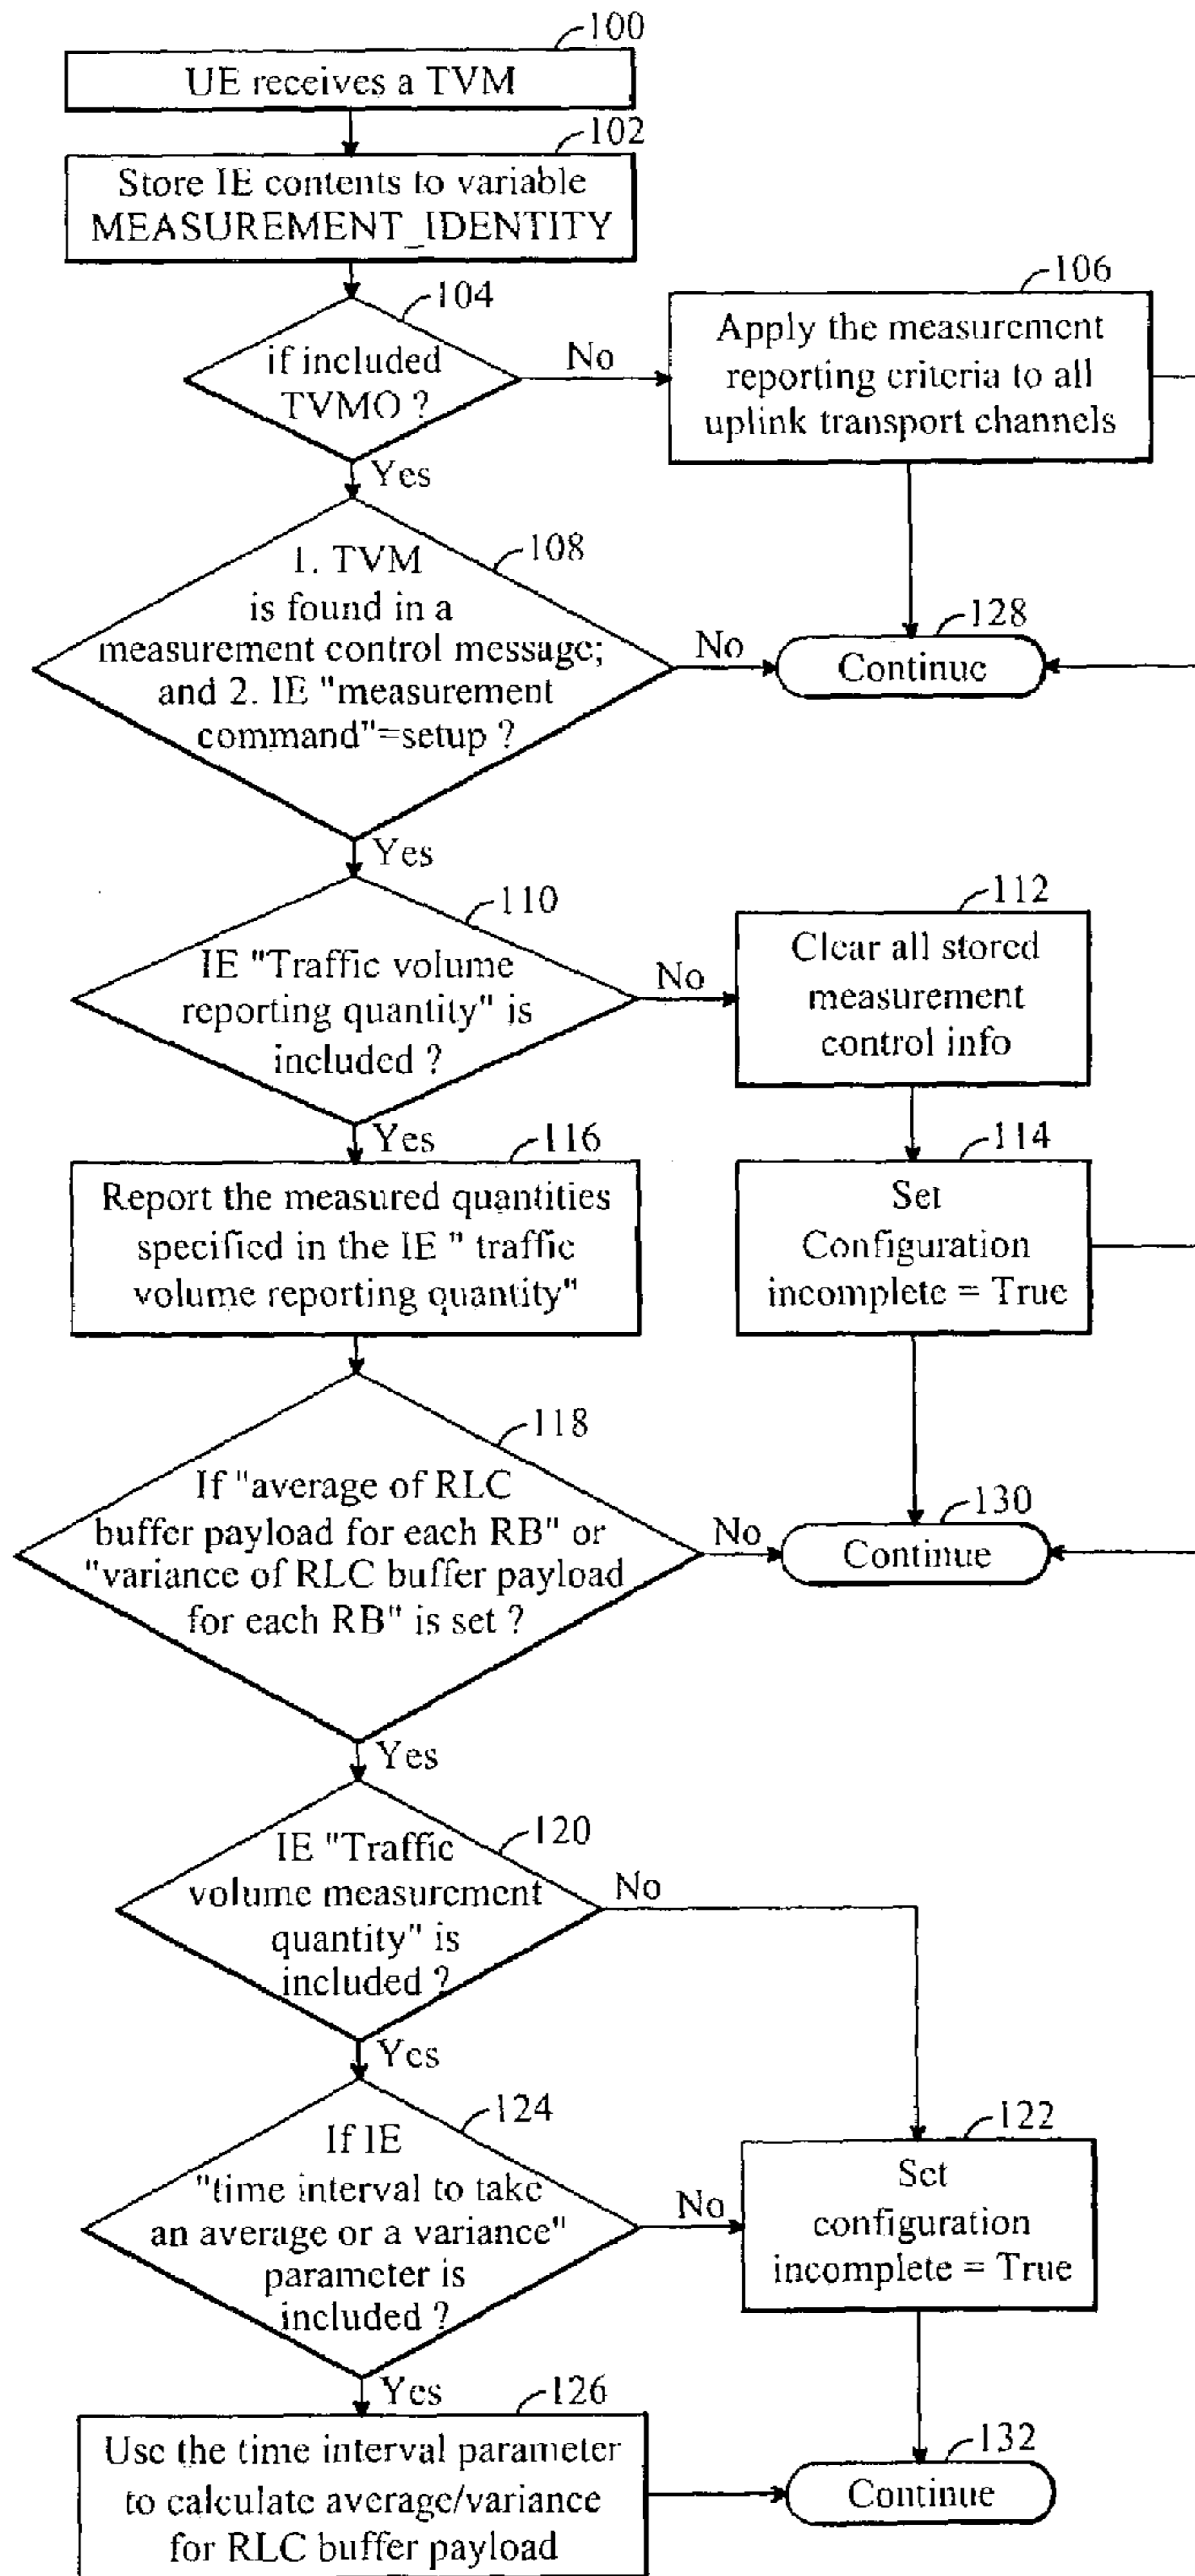 100
UE receives a TVM
102
Store IE contents to variable
MEASUREMENT_IDENTITY
104
if included
TVMO ?
No
106
Apply the measurement
reporting criteria to all
uplink transport channels
Yes
108
1. TVM
is found in a
measurement control message;
and 2. IE "measurement
command"=setup ?
No
128
Continue
Yes
110
IE "Traffic volume
reporting quantity" is
included ?
No
112
Clear all stored
measurement
control info
Yes
114
Set
Configuration
incomplete = True
116
Report the measured quantities
specified in the IE " traffic
volume reporting quantity"
118
If "average of RLC
buffer payload for each RB" or
"variance of RLC buffer payload
for each RB" is set ?
No
130
Continue
Yes
120
IE "Traffic
volume measurement
quantity" is
included ?
No
Yes
124
If IE
"time interval to take
an average or a variance"
parameter is
included ?
No
122
Set
configuration
incomplete = True
Yes
126
Use the time interval parameter
to calculate average/variance
for RLC buffer payload
132
Continue